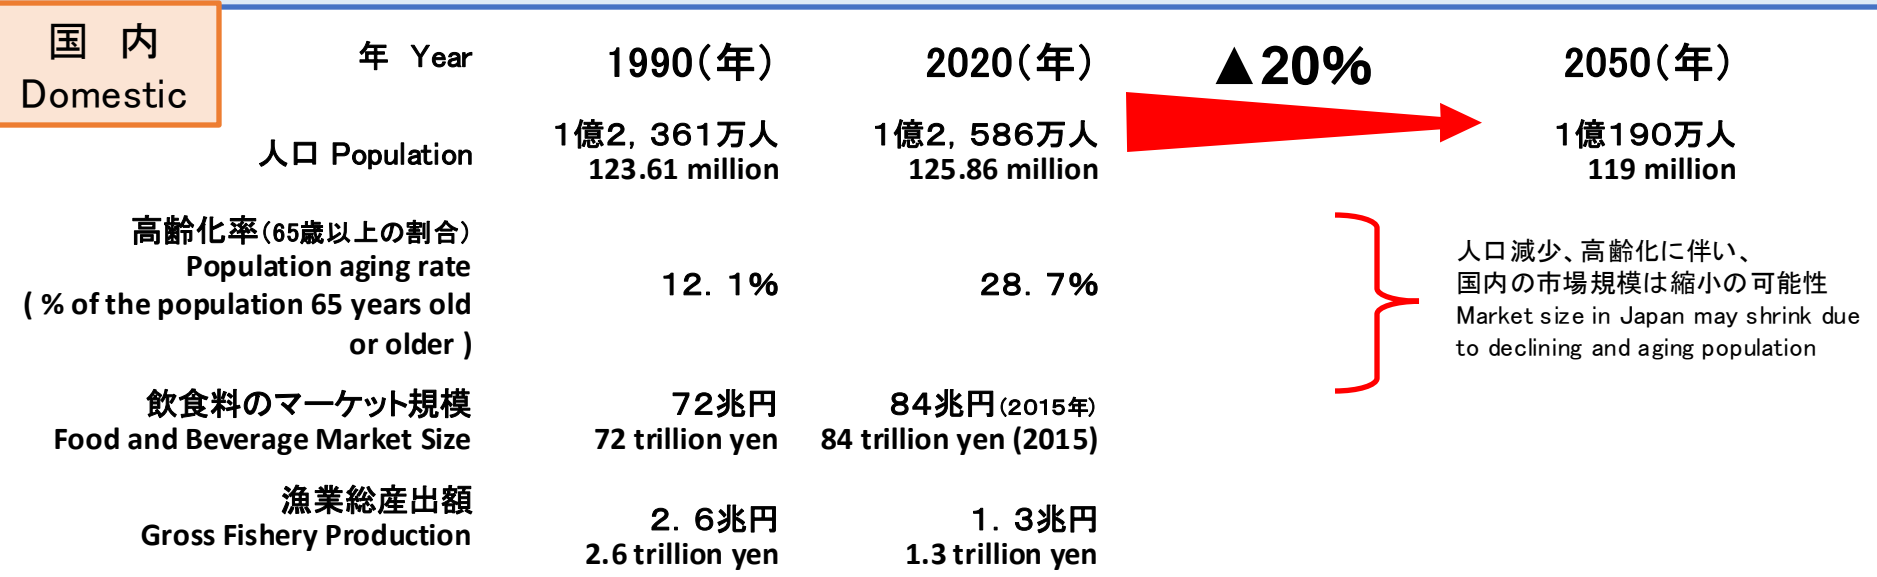 国 内
Domestic
年 Year 1990(年) 2020(年) ▲20% 2050(年)
人口 Population
1億2, 361万人 1億2, 586万人 1億190万人
123.61 million 125.86 million 119 million
高齢化率(65歳以上の割合)
Population aging rate
( % of the population 65 years old
or older )
12. 1% 28. 7%
人口減少、高齢化に伴い、
国内の市場規模は縮小の可能性
Market size in Japan may shrink due
to declining and aging population
飲食料のマーケット規模 72兆円 84兆円(2015年)
Food and Beverage Market Size 72 trillion yen 84 trillion yen (2015)
漁業総産出額
Gross Fishery Production
2. 6兆円 1. 3兆円
2.6 trillion yen 1.3 trillion yen